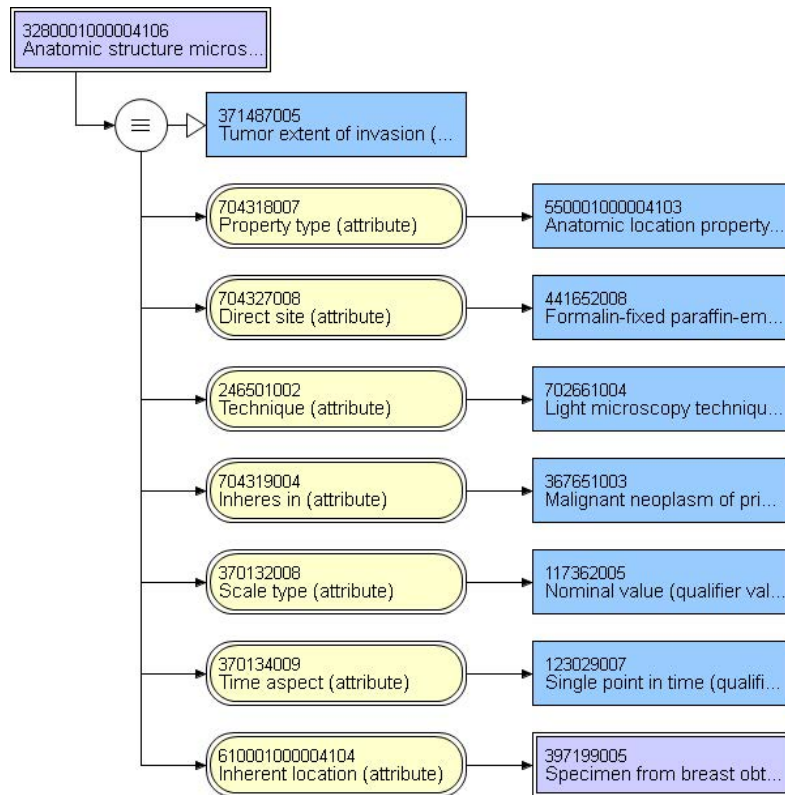 3280001000004106
Anatomic structure micros...
≡
371487005
Tumor extent of invasion (...
704318007
Property type (attribute)
550001000004103
Anatomic location property...
704327008
Direct site (attribute)
441652008
Formalin-fixed paraffin-em...
246501002
Technique (attribute)
702661004
Light microscopy techniqu...
704319004
Inheres in (attribute)
367651003
Malignant neoplasm of pri...
370132008
Scale type (attribute)
117362005
Nominal value (qualifier val...
370134009
Time aspect (attribute)
123029007
Single point in time (qualifi...
610001000004104
Inherent location (attribute)
397199005
Specimen from breast obt...